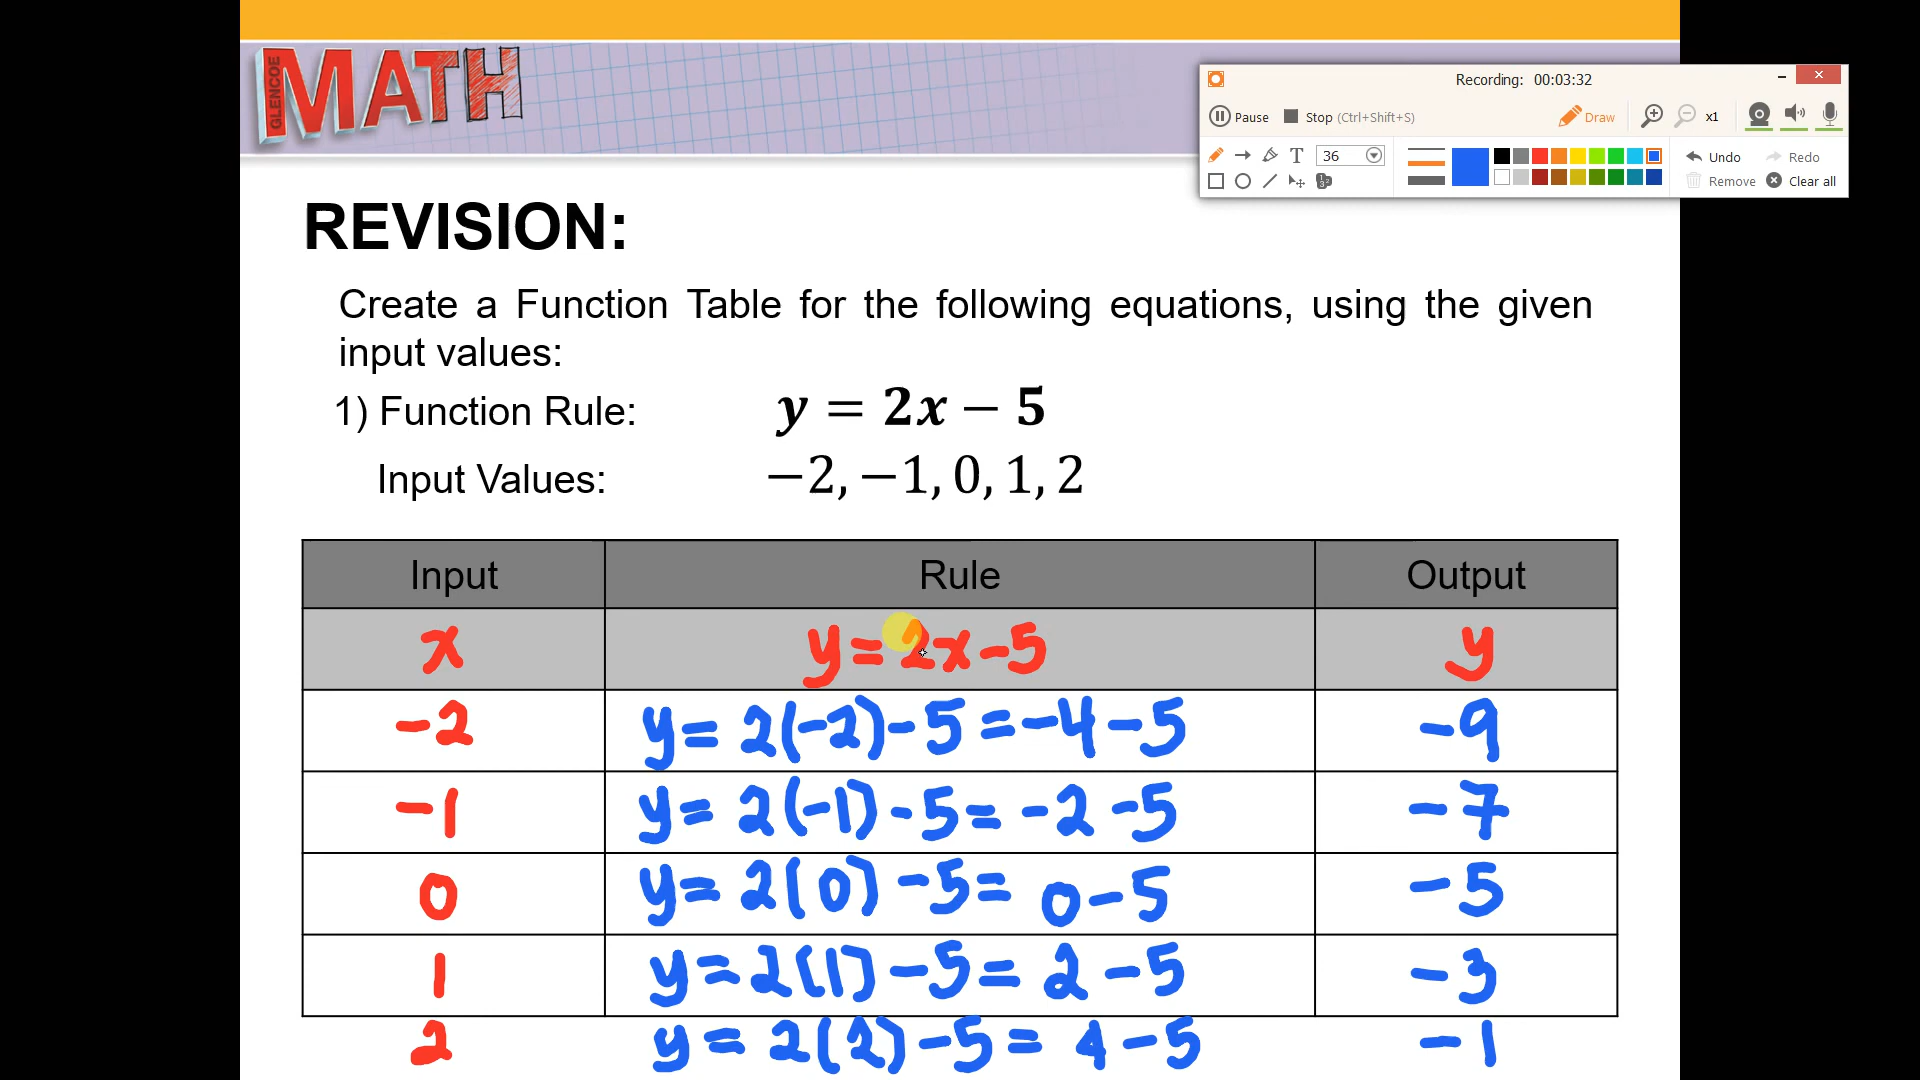 GLENCOE MATH
Recording: 00:03:32
Pause Stop (Ctrl+Shift+S) Draw x1
T 36 Undo Redo
Remove Clear all
REVISION:
Create a Function Table for the following equations, using the given
input values:
1) Function Rule: y = 2x − 5
Input Values: −2, −1, 0, 1, 2
Input Rule Output
x y=2x-5 y
-2 y= 2(-2)-5=-4-5 -9
-1 y= 2(-1)-5= -2-5 -7
0 y= 2(0)-5= 0-5 -5
1 y=2(1)-5= 2-5 -3
2 y= 2(2)-5= 4-5 -1